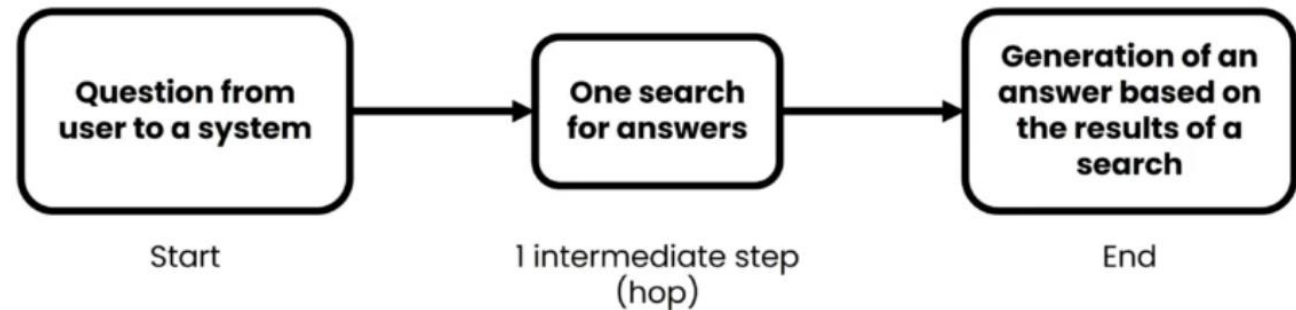 Question from
user to a system
One search
for answers
Generation of an
answer based on
the results of a
search
Start
1 intermediate step
(hop)
End